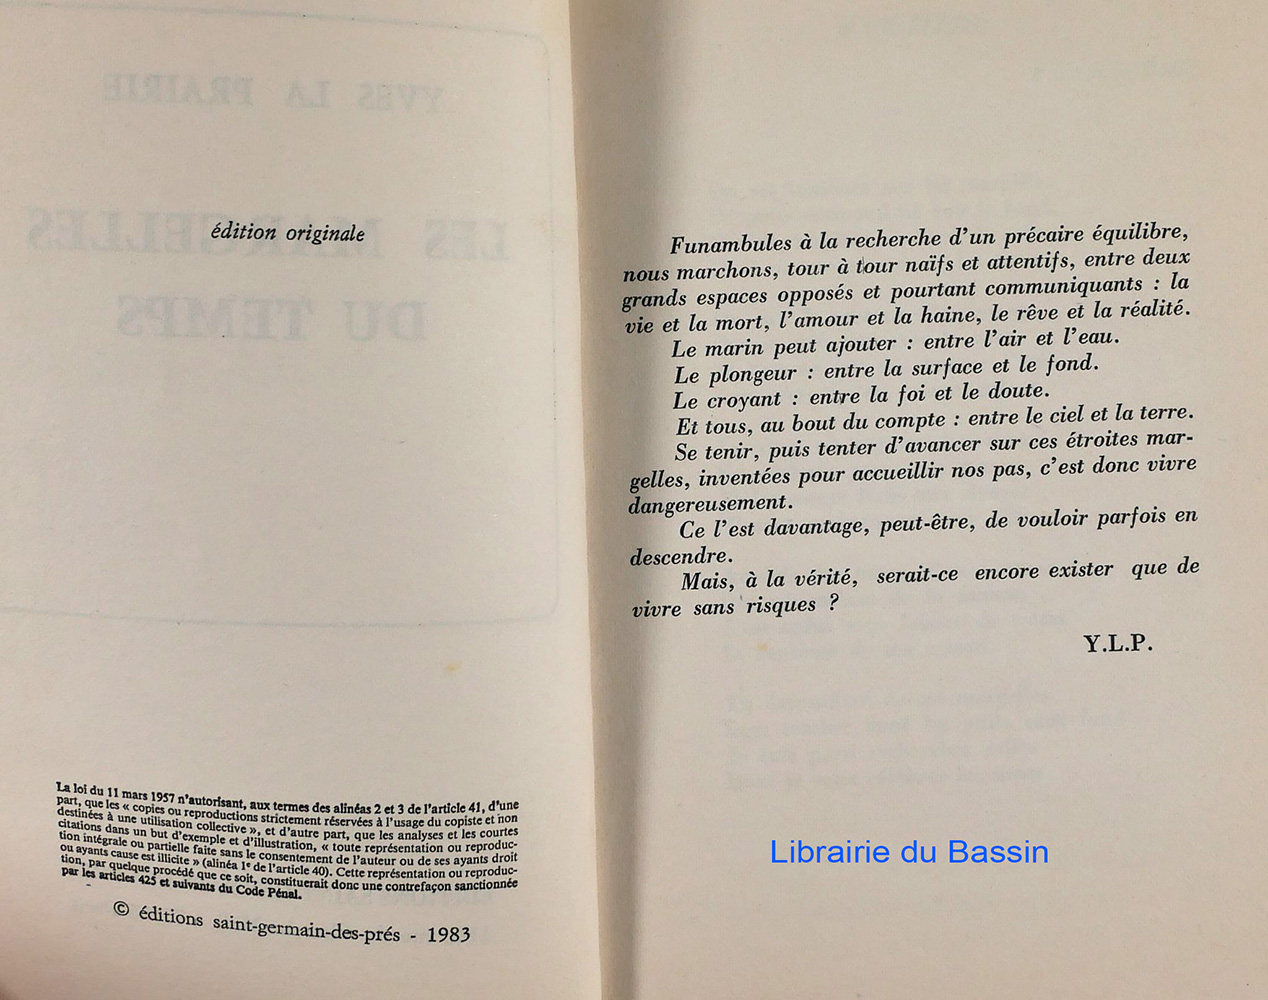 YVES LA PRAIRIE
LES MARGELLES
DU TEMPS
édition originale
La loi du 11 mars 1957 n'autorisant, aux termes des alinéas 2 et 3 de l'article 41, d'une
part, que les « copies ou reproductions strictement réservées à l'usage du copiste et non
destinées à une utilisation collective », et d'autre part, que les analyses et les courtes
citations dans un but d'exemple et d'illustration, « toute représentation ou reproduc-
tion intégrale ou partielle faite sans le consentement de l'auteur ou de ses ayants droit
ou ayants cause est illicite » (alinéa 1e de l'article 40). Cette représentation ou reproduc-
tion, par quelque procédé que ce soit, constituerait donc une contrefaçon sanctionnée
par les articles 425 et suivants du Code Pénal.
© éditions saint-germain-des-prés - 1983
Funambules à la recherche d'un précaire équilibre,
nous marchons, tour à tour naïfs et attentifs, entre deux
grands espaces opposés et pourtant communiquants : la
vie et la mort, l'amour et la haine, le rêve et la réalité.
Le marin peut ajouter : entre l'air et l'eau.
Le plongeur : entre la surface et le fond.
Le croyant : entre la foi et le doute.
Et tous, au bout du compte : entre le ciel et la terre.
Se tenir, puis tenter d'avancer sur ces étroites mar-
gelles, inventées pour accueillir nos pas, c'est donc vivre
dangereusement.
Ce l'est davantage, peut-être, de vouloir parfois en
descendre.
Mais, à la vérité, serait-ce encore exister que de
vivre sans risques ?
Y.L.P.
Librairie du Bassin